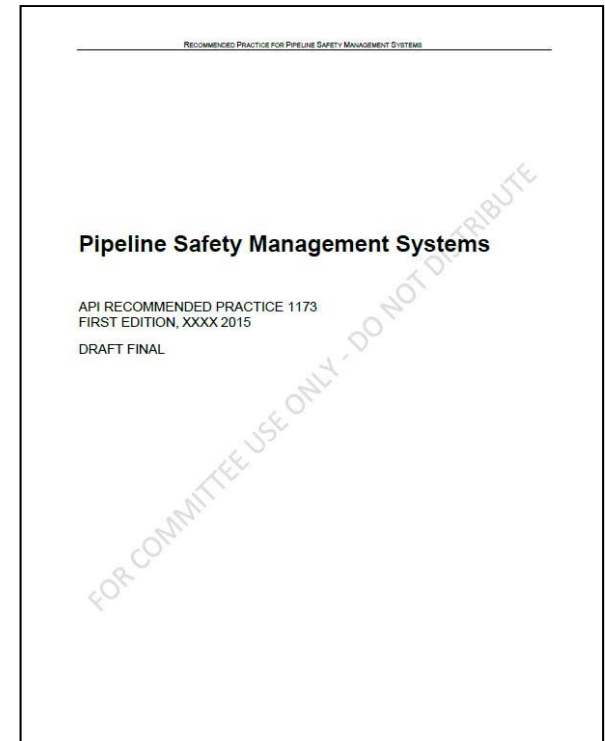 RECOMMENDED PRACTICE FOR PIPELINE SAFETY MANAGEMENT SYSTEMS
Pipeline Safety Management Systems
API RECOMMENDED PRACTICE 1173
FIRST EDITION, XXXX 2015
DRAFT FINAL
FOR COMMITTEE USE ONLY - DO NOT DISTRIBUTE